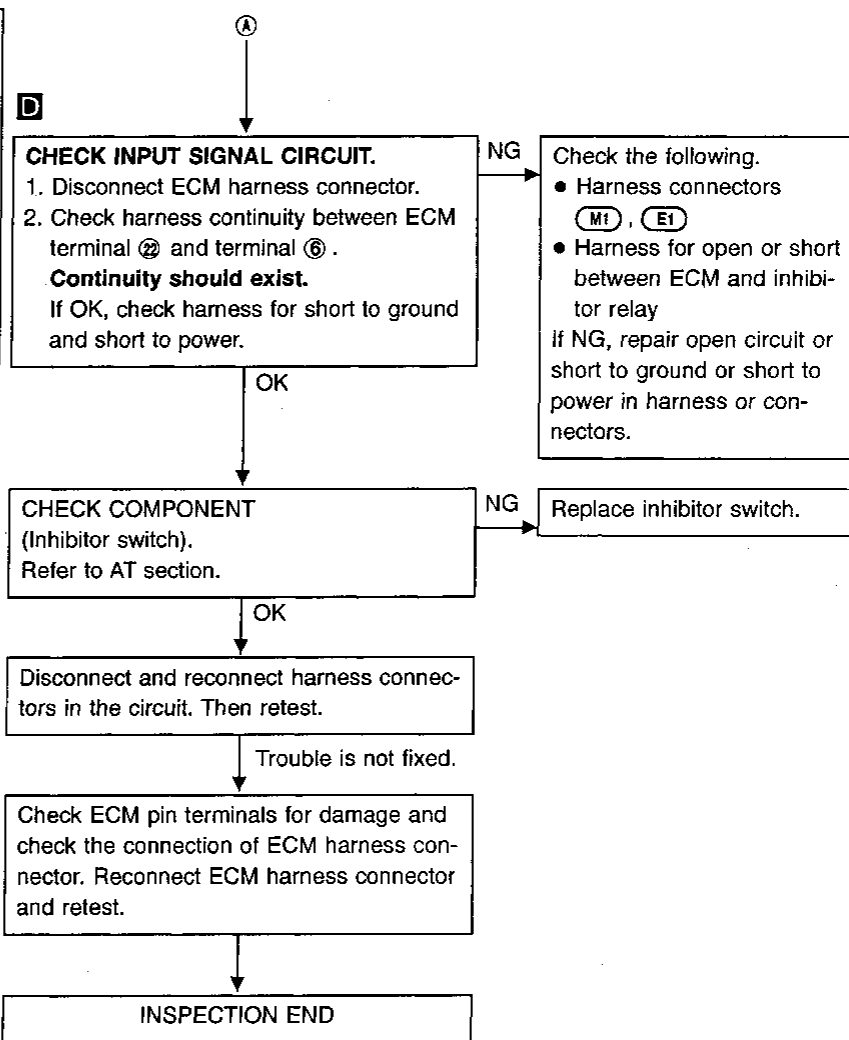 Ⓐ
D
CHECK INPUT SIGNAL CIRCUIT.
1. Disconnect ECM harness connector.
2. Check harness continuity between ECM
terminal ㉒ and terminal ⑥ .
Continuity should exist.
If OK, check harness for short to ground
and short to power.
NG
Check the following.
● Harness connectors
M1 , E1
● Harness for open or short
between ECM and inhibi-
tor relay
If NG, repair open circuit or
short to ground or short to
power in harness or con-
nectors.
OK
CHECK COMPONENT
(Inhibitor switch).
Refer to AT section.
NG
Replace inhibitor switch.
OK
Disconnect and reconnect harness connec-
tors in the circuit. Then retest.
Trouble is not fixed.
Check ECM pin terminals for damage and
check the connection of ECM harness con-
nector. Reconnect ECM harness connector
and retest.
INSPECTION END